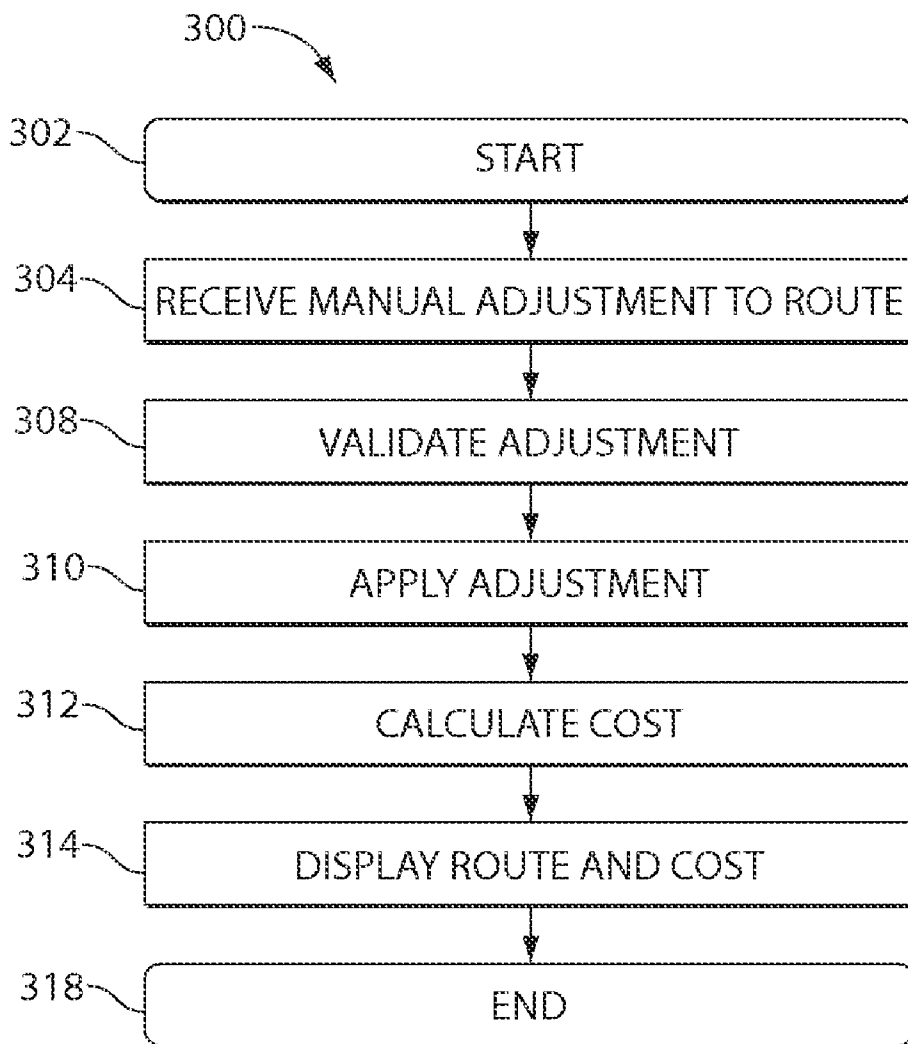 300
302
START
304
RECEIVE MANUAL ADJUSTMENT TO ROUTE
308
VALIDATE ADJUSTMENT
310
APPLY ADJUSTMENT
312
CALCULATE COST
314
DISPLAY ROUTE AND COST
318
END